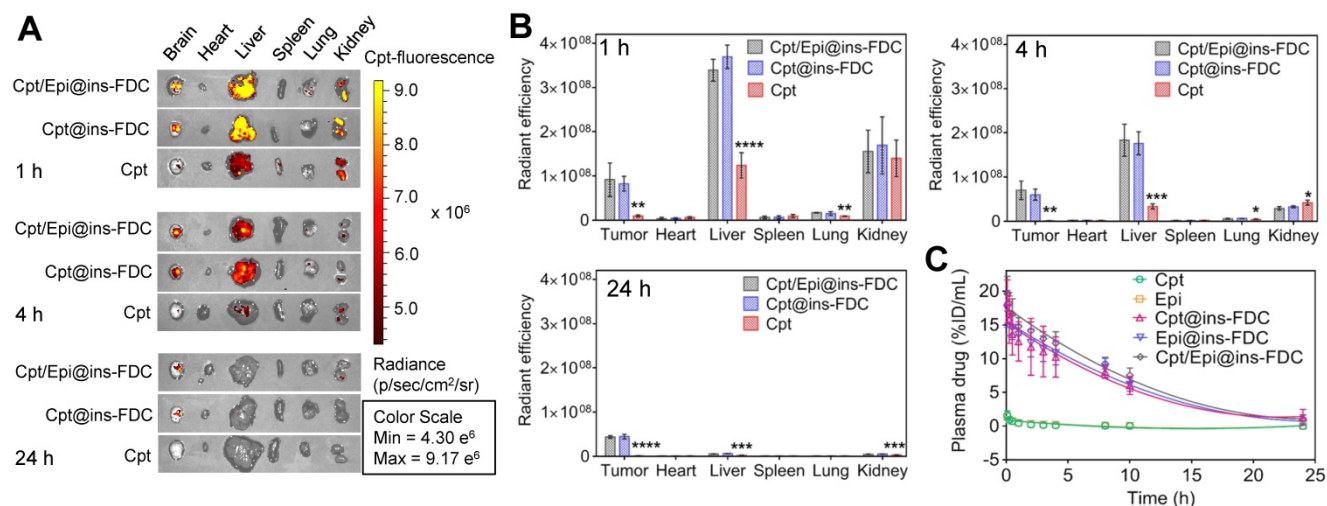 A
Brain Heart Liver Spleen Lung Kidney
Cpt-fluorescence
Cpt/Epi@ins-FDC
Cpt@ins-FDC
1 h Cpt
Cpt/Epi@ins-FDC
Cpt@ins-FDC
4 h Cpt
Cpt/Epi@ins-FDC
Cpt@ins-FDC
24 h Cpt
9.0
8.0
7.0
x 10⁶
6.0
5.0
Radiance
(p/sec/cm²/sr)
Color Scale
Min = 4.30 e⁶
Max = 9.17 e⁶
B
1 h
Cpt/Epi@ins-FDC
Cpt@ins-FDC
Cpt
Radiant efficiency
4×10⁰⁸
3×10⁰⁸
2×10⁰⁸
1×10⁰⁸
0
** **** **
Tumor Heart Liver Spleen Lung Kidney
4 h
Cpt/Epi@ins-FDC
Cpt@ins-FDC
Cpt
Radiant efficiency
4×10⁰⁸
3×10⁰⁸
2×10⁰⁸
1×10⁰⁸
0
** *** * *
Tumor Heart Liver Spleen Lung Kidney
24 h
Cpt/Epi@ins-FDC
Cpt@ins-FDC
Cpt
Radiant efficiency
4×10⁰⁸
3×10⁰⁸
2×10⁰⁸
1×10⁰⁸
0
**** *** ***
Tumor Heart Liver Spleen Lung Kidney
C
Cpt
Epi
Cpt@ins-FDC
Epi@ins-FDC
Cpt/Epi@ins-FDC
Plasma drug (%ID/mL)
20
15
10
5
0
-5
0 5 10 15 20 25
Time (h)